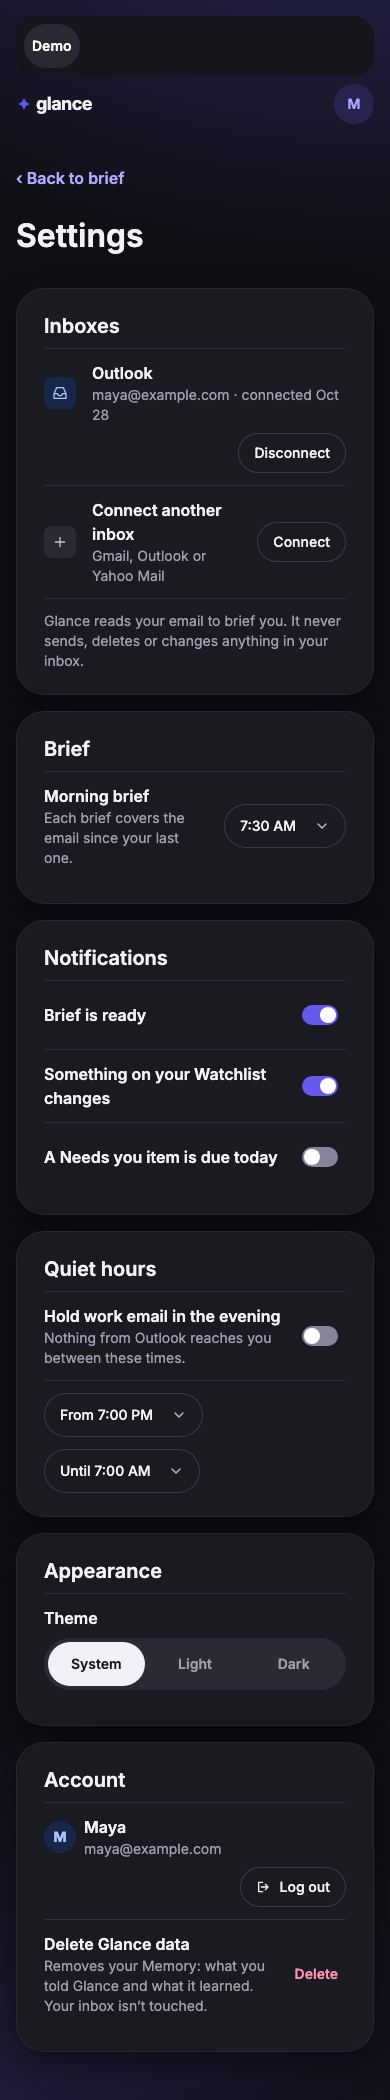 Demo
glance
M
‹ Back to brief
Settings
Inboxes
Outlook
maya@example.com · connected Oct
28
Disconnect
Connect another
inbox
Gmail, Outlook or
Yahoo Mail
Connect
Glance reads your email to brief you. It never
sends, deletes or changes anything in your
inbox.
Brief
Morning brief
Each brief covers the
email since your last
one.
7:30 AM
Notifications
Brief is ready
Something on your Watchlist
changes
A Needs you item is due today
Quiet hours
Hold work email in the evening
Nothing from Outlook reaches you
between these times.
From 7:00 PM
Until 7:00 AM
Appearance
Theme
System Light Dark
Account
M
Maya
maya@example.com
Log out
Delete Glance data
Removes your Memory: what you
told Glance and what it learned.
Your inbox isn’t touched.
Delete